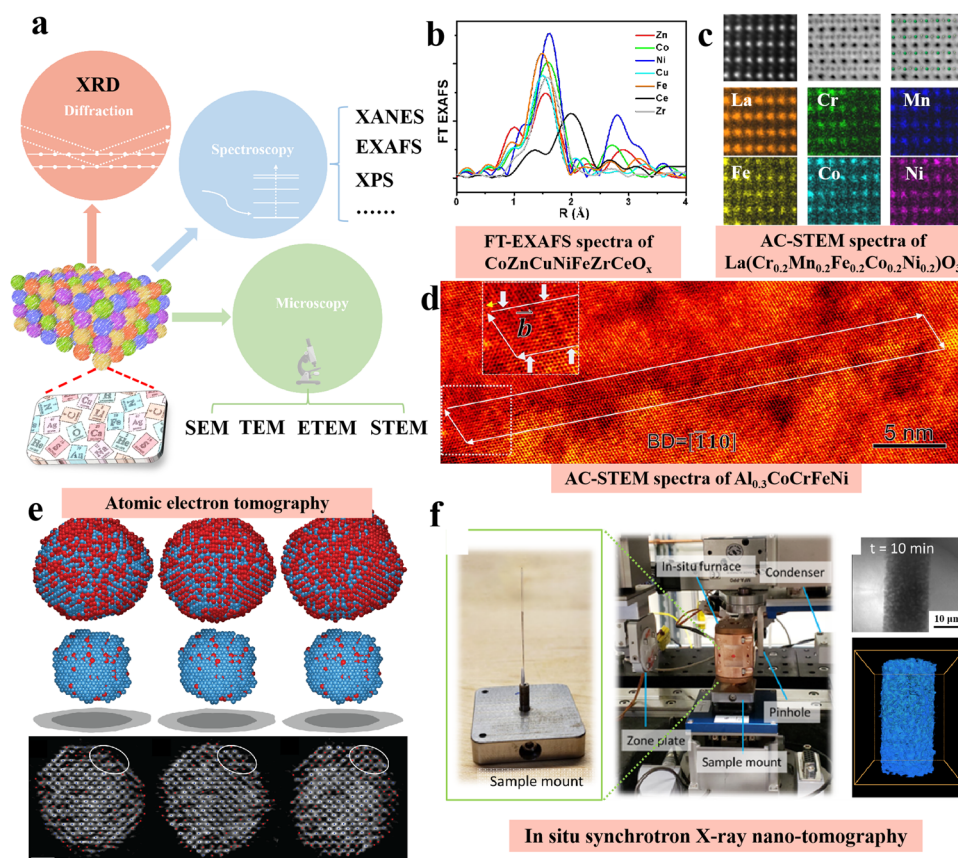 a
XRD
Diffraction
Spectroscopy
XANES
EXAFS
XPS
......
Microscopy
SEM TEM ETEM STEM
b
FT EXAFS
Zn
Co
Ni
Cu
Fe
Ce
Zr
0 1 2 3 4
R (Å)
FT-EXAFS spectra of
CoZnCuNiFeZrCeOₓ
c
La Cr Mn
Fe Co Ni
AC-STEM spectra of
La(Cr₀.₂Mn₀.₂Fe₀.₂Co₀.₂Ni₀.₂)O₃
d
b
BD=[1̅10]
5 nm
AC-STEM spectra of Al₀.₃CoCrFeNi
e
Atomic electron tomography
f
Sample mount
In-situ furnace
Condenser
Pinhole
Zone plate
Sample mount
t = 10 min
10 μm
In situ synchrotron X-ray nano-tomography